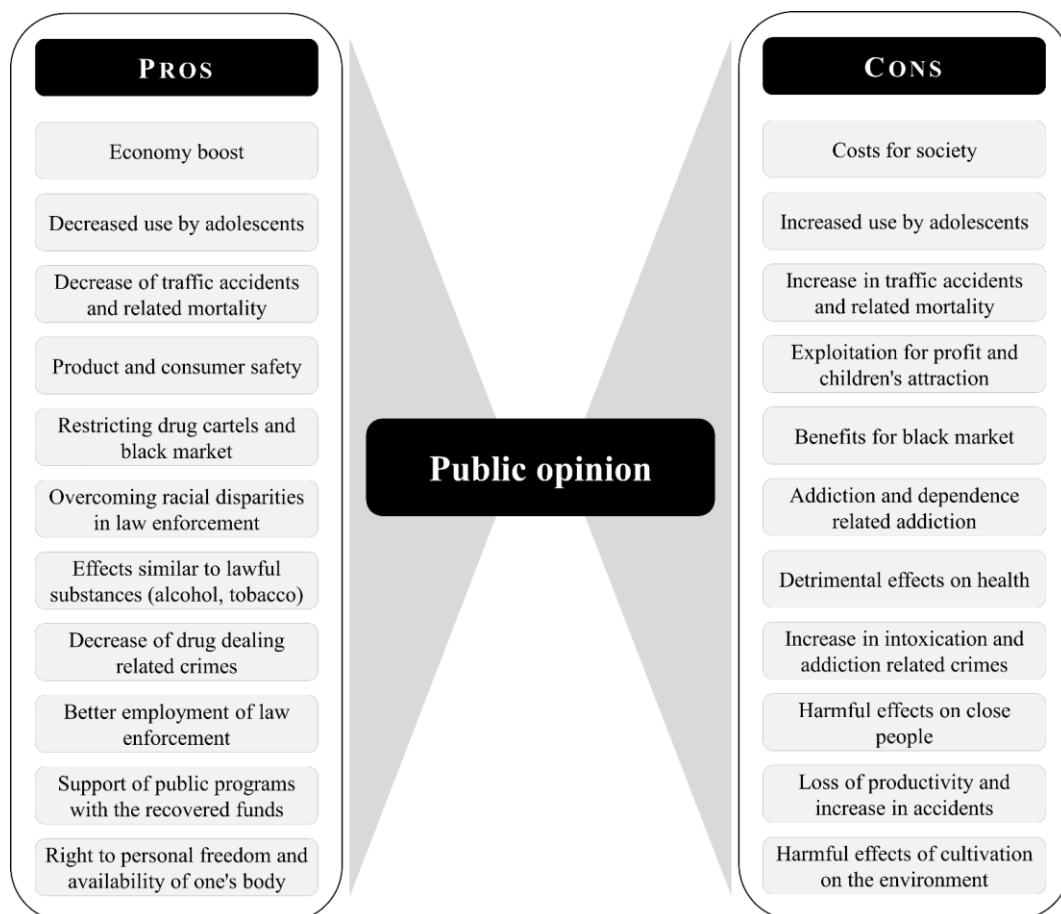 PROS
Economy boost
Decreased use by adolescents
Decrease of traffic accidents
and related mortality
Product and consumer safety
Restricting drug cartels and
black market
Overcoming racial disparities
in law enforcement
Effects similar to lawful
substances (alcohol, tobacco)
Decrease of drug dealing
related crimes
Better employment of law
enforcement
Support of public programs
with the recovered funds
Right to personal freedom and
availability of one's body
Public opinion
CONS
Costs for society
Increased use by adolescents
Increase in traffic accidents
and related mortality
Exploitation for profit and
children's attraction
Benefits for black market
Addiction and dependence
related addiction
Detrimental effects on health
Increase in intoxication and
addiction related crimes
Harmful effects on close
people
Loss of productivity and
increase in accidents
Harmful effects of cultivation
on the environment